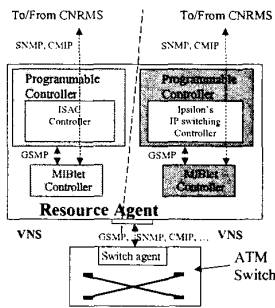 To/From CNRMS To/From CNRMS
SNMP, CMIP SNMP, CMIP
Programmable Controller
ISAC Controller
GSMP
MIBlet Controller
Programmable Controller
Ipsilon's IP switching Controller
GSMP
MIBlet Controller
Resource Agent
VNS VNS
GSMP, SNMP, CMIP, ...
Switch agent
ATM Switch